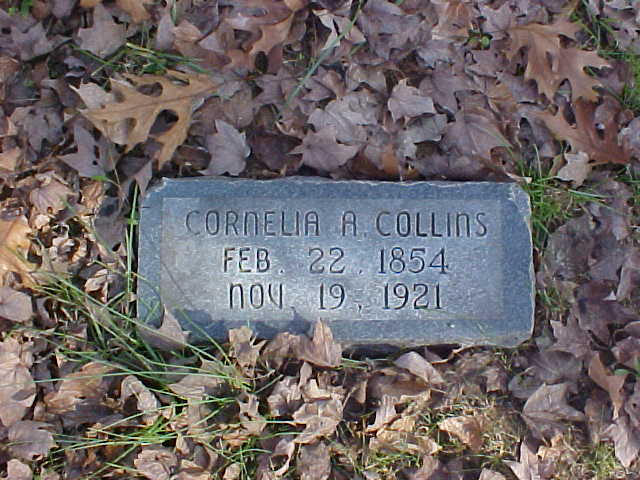 CORNELIA A. COLLINS
FEB. 22, 1854
NOV. 19, 1921